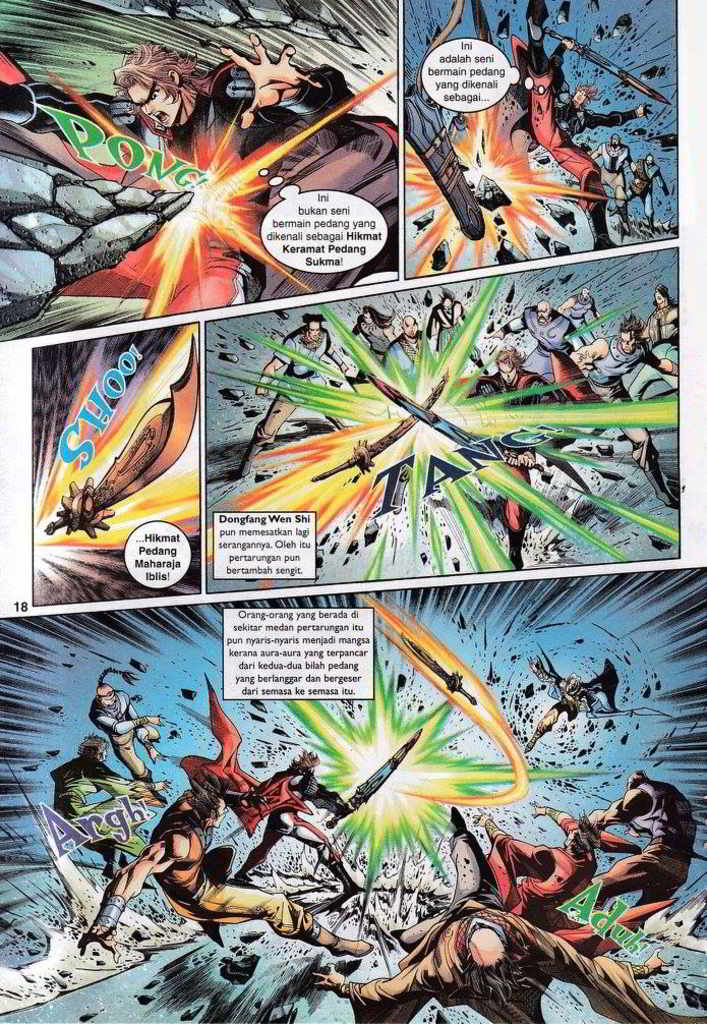 PONG!
Ini
bukan seni
bermain pedang yang
dikenali sebagai Hikmat
Keramat Pedang
Sukma!
Ini
adalah seni
bermain pedang
yang dikenali
sebagai...
SHOO!
...Hikmat
Pedang
Maharaja
Iblis!
TANG!
Dongfang Wen Shi
pun memesatkan lagi
serangannya. Oleh itu
pertarungan pun
bertambah sengit.
18
Orang-orang yang berada di
sekitar medan pertarungan itu
pun nyaris-nyaris menjadi mangsa
kerana aura-aura yang terpancar
dari kedua-dua bilah pedang
yang berlanggar dan bergeser
dari semasa ke semasa itu.
Argh!
Aduh!